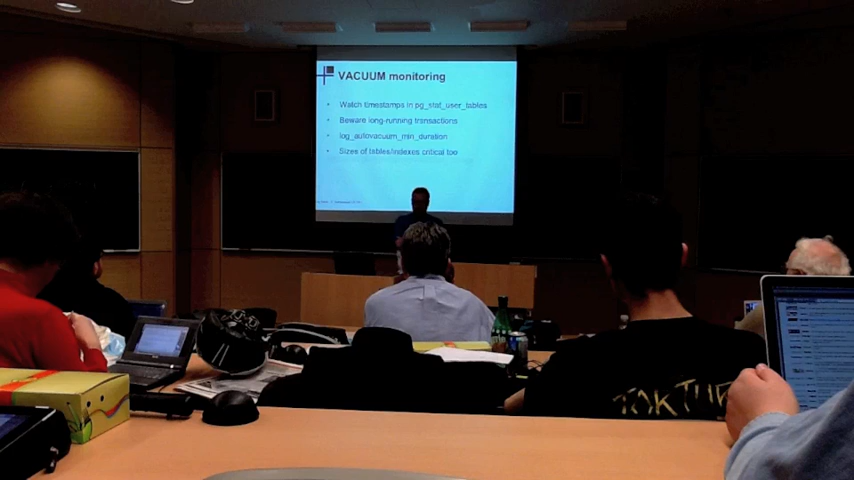 VACUUM monitoring
Watch timestamps in pg_stat_user_tables
Beware long-running transactions
log_autovacuum_min_duration
Sizes of tables/indexes critical too